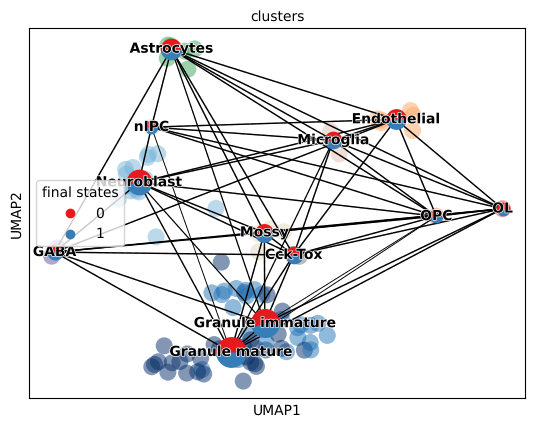 clusters
Astrocytes
Endothelial
nIPC
Microglia
Neuroblast
final states
0
1
OL
OPC
Mossy
GABA
Cck-Tox
Granule immature
Granule mature
UMAP2
UMAP1